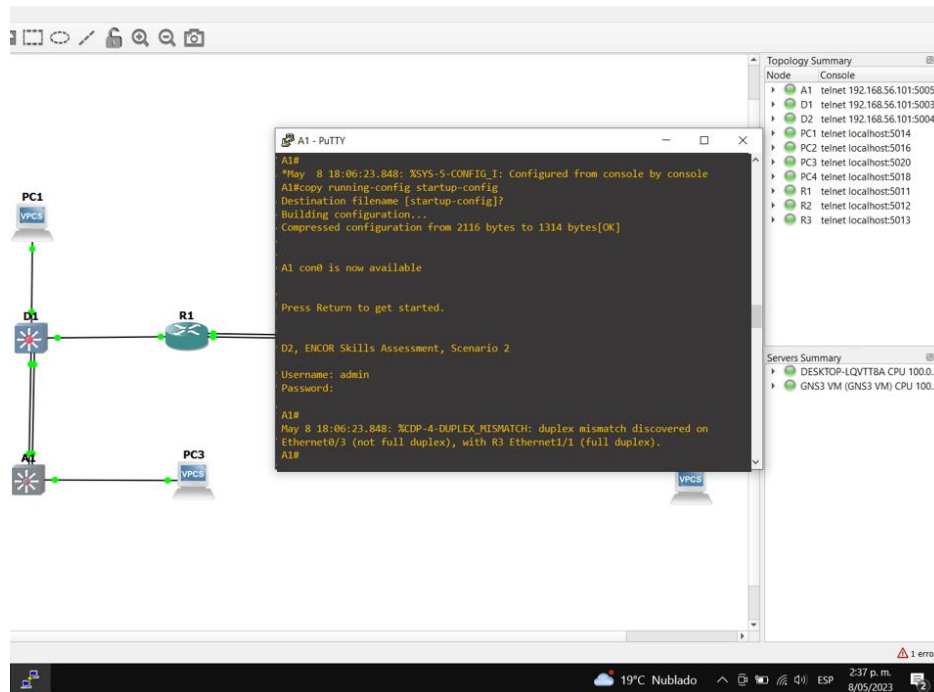 Topology Summary
Node Console
A1 telnet 192.168.56.101:5005
D1 telnet 192.168.56.101:5003
D2 telnet 192.168.56.101:5004
PC1 telnet localhost:5014
PC2 telnet localhost:5016
PC3 telnet localhost:5020
PC4 telnet localhost:5018
R1 telnet localhost:5011
R2 telnet localhost:5012
R3 telnet localhost:5013
A1 - PuTTY
A1#
*May 8 18:06:23.848: %SYS-5-CONFIG_I: Configured from console by console
A1#copy running-config startup-config
Destination filename [startup-config]?
Building configuration...
Compressed configuration from 2116 bytes to 1314 bytes[OK]
A1 con0 is now available
Press Return to get started.
D2, ENCOR Skills Assessment, Scenario 2
Username: admin
Password:
A1#
May 8 18:06:23.848: %CDP-4-DUPLEX_MISMATCH: duplex mismatch discovered on
Ethernet0/3 (not full duplex), with R3 Ethernet1/1 (full duplex).
A1#
PC1
VPCS
D1
R1
A1
PC3
VPCS
VPCS
Servers Summary
DESKTOP-LQVTT8A CPU 100.0.
GNS3 VM (GNS3 VM) CPU 100..
1 erro
19°C Nublado
ESP
2:37 p. m.
8/05/2023
2